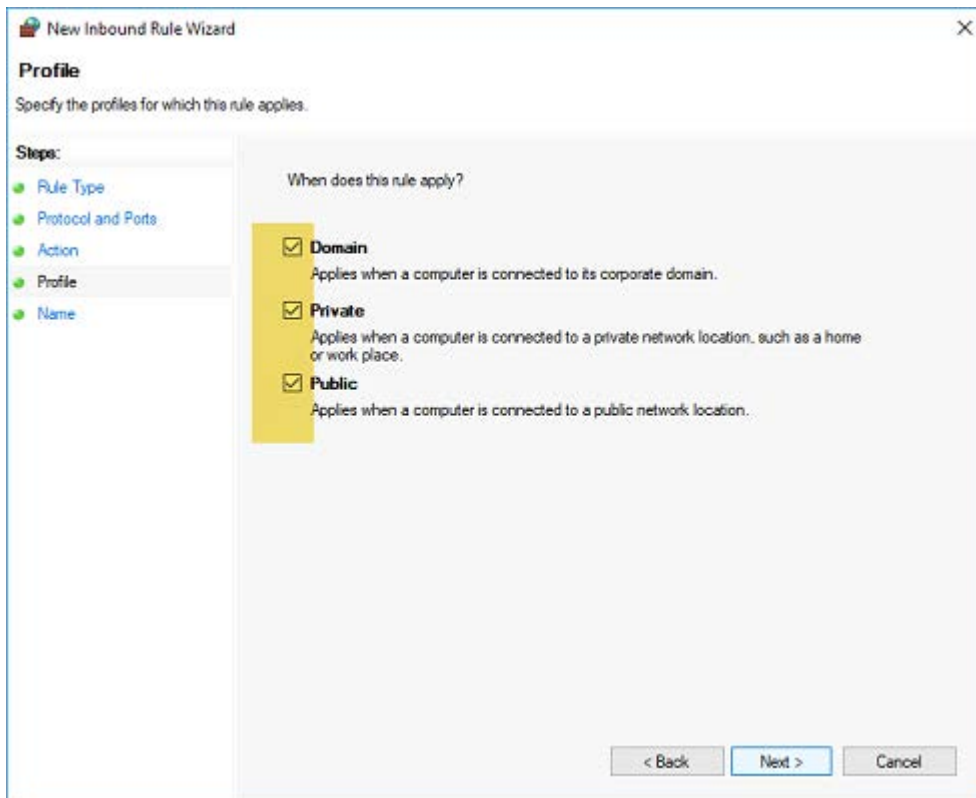 New Inbound Rule Wizard
Profile
Specify the profiles for which this rule applies.
Steps:
Rule Type
Protocol and Ports
Action
Profile
Name
When does this rule apply?
Domain
Applies when a computer is connected to its corporate domain.
Private
Applies when a computer is connected to a private network location, such as a home
or work place.
Public
Applies when a computer is connected to a public network location.
< Back
Next >
Cancel